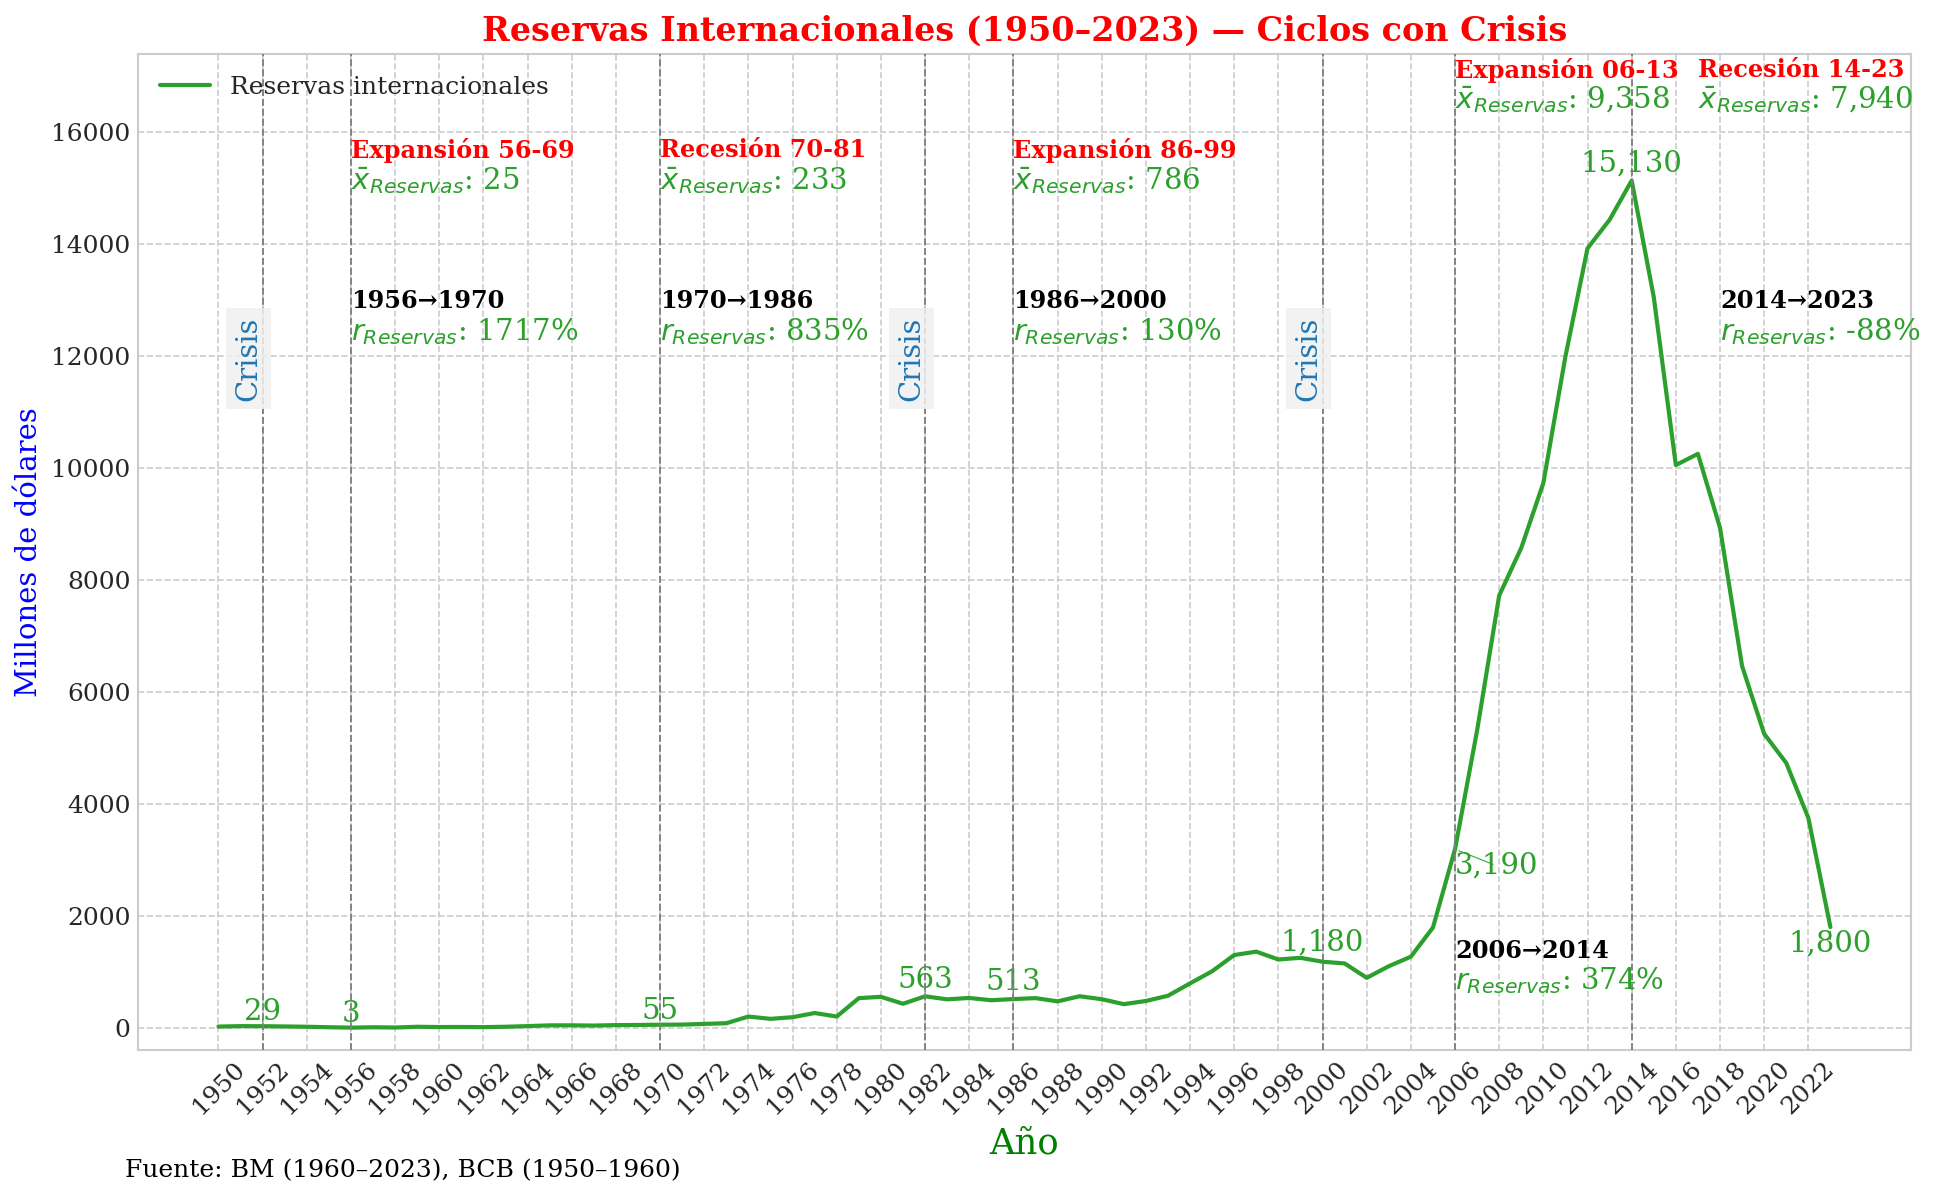 Reservas Internacionales (1950–2023) — Ciclos con Crisis
Reservas internacionales
Expansión 06-13
x̄Reservas: 9,358
Recesión 14-23
x̄Reservas: 7,940
Expansión 56-69
x̄Reservas: 25
Recesión 70-81
x̄Reservas: 233
Expansión 86-99
x̄Reservas: 786
15,130
1956→1970
rReservas: 1717%
1970→1986
rReservas: 835%
1986→2000
rReservas: 130%
2014→2023
rReservas: -88%
Crisis
Crisis
Crisis
3,190
2006→2014
rReservas: 374%
1,800
1,180
563
513
29
3
55
Millones de dólares
16000
14000
12000
10000
8000
6000
4000
2000
0
1950
1952
1954
1956
1958
1960
1962
1964
1966
1968
1970
1972
1974
1976
1978
1980
1982
1984
1986
1988
1990
1992
1994
1996
1998
2000
2002
2004
2006
2008
2010
2012
2014
2016
2018
2020
2022
Año
Fuente: BM (1960–2023), BCB (1950–1960)